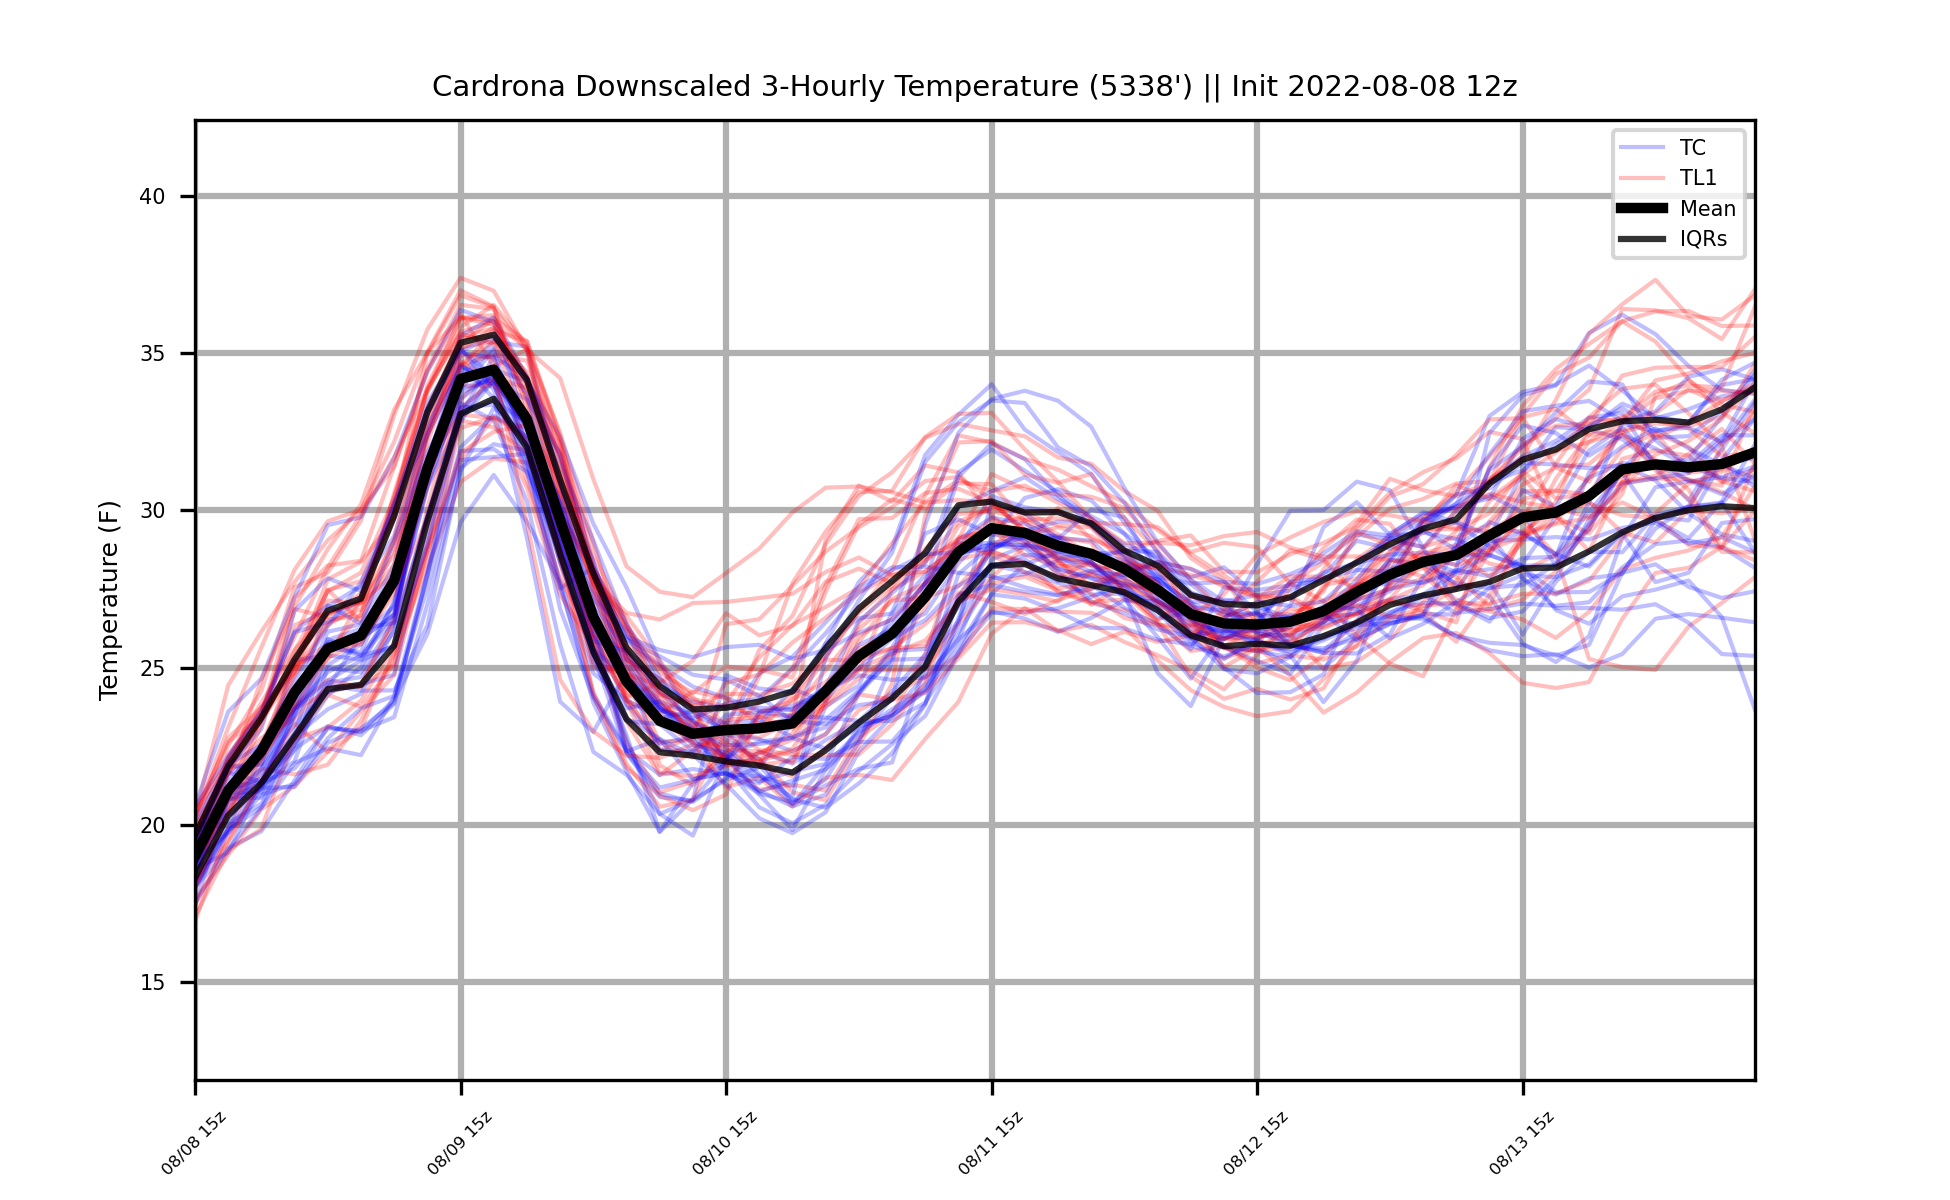 Cardrona Downscaled 3-Hourly Temperature (5338') || Init 2022-08-08 12z
TC
TL1
Mean
IQRs
Temperature (F)
40
35
30
25
20
15
08/08 15z
08/09 15z
08/10 15z
08/11 15z
08/12 15z
08/13 15z